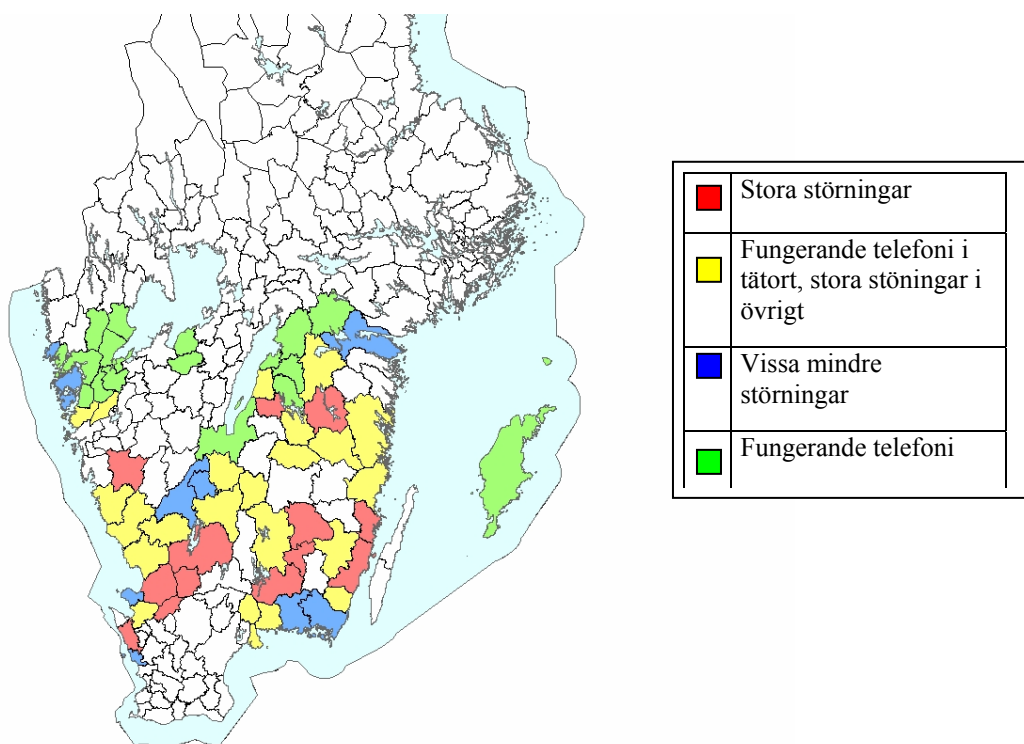 Stora störningar
Fungerande telefoni i
tätort, stora stöningar i
övrigt
Vissa mindre
störningar
Fungerande telefoni